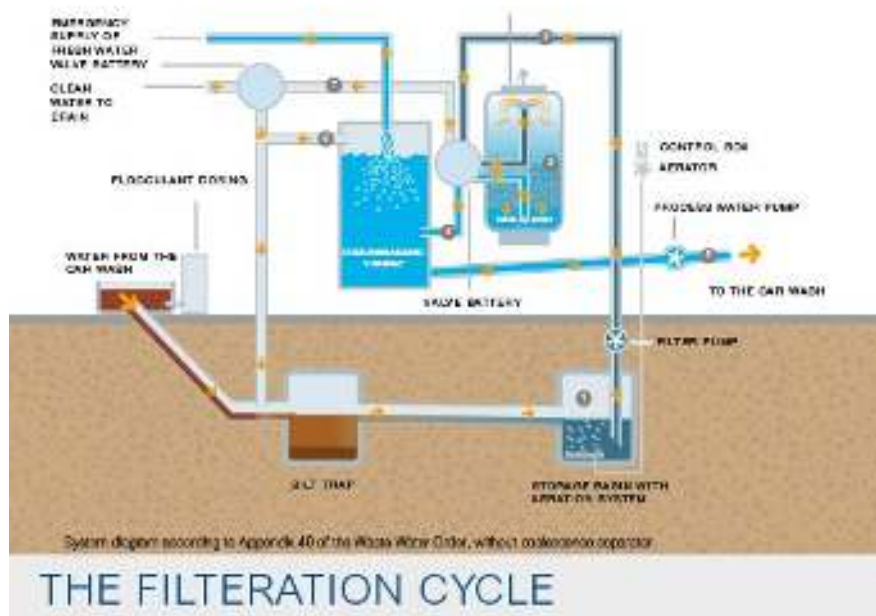 EMERGENCY
SUPPLY OF
FRESH WATER
VALVE BATTERY
CLEAN
WATER TO
DRAIN
FLOCCULANT DOSING
WATER FROM THE
CAR WASH
CONTROL BOX
AERATOR
PROCESS WATER PUMP
TO THE CAR WASH
VALVE BATTERY
FILTER PUMP
1
SILT TRAP
STORAGE BASIN WITH
AERATION SYSTEM
System diagram according to Appendix 40 of the Waste Water Order, without coalescence separator
THE FILTERATION CYCLE